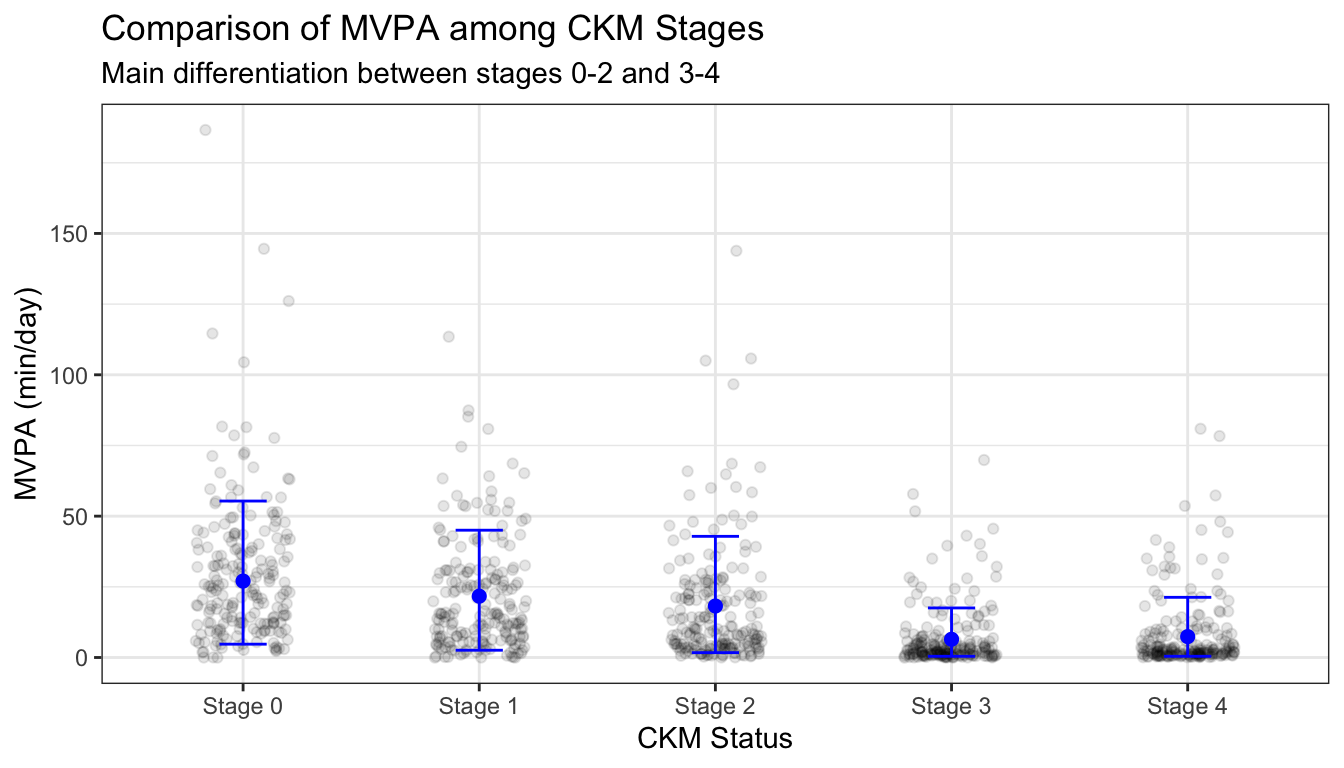 Comparison of MVPA among CKM Stages
Main differentiation between stages 0-2 and 3-4
MVPA (min/day)
150
100
50
0
Stage 0
Stage 1
Stage 2
Stage 3
Stage 4
CKM Status